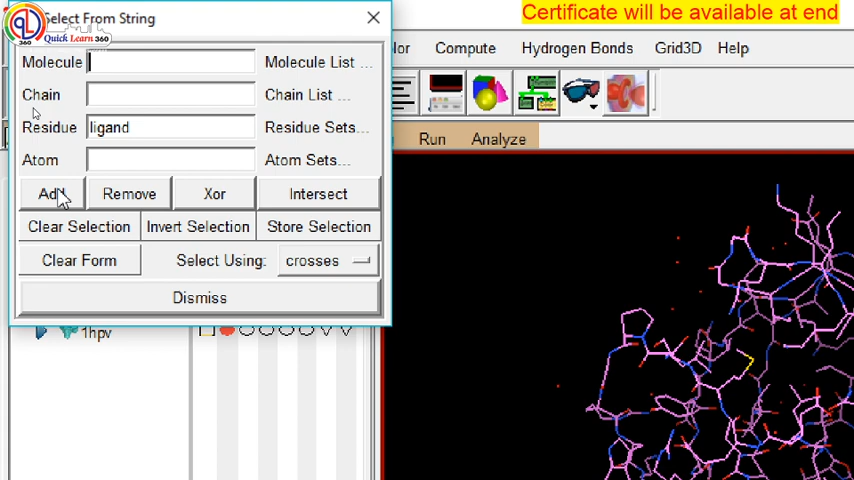 Select From String
Certificate will be available at end
QL
360
Quick Learn 360
Molecule
Molecule List ...
Compute
Hydrogen Bonds
Grid3D
Help
Chain
Chain List ...
Residue
ligand
Residue Sets...
Run
Analyze
Atom
Atom Sets...
Add
Remove
Xor
Intersect
Clear Selection
Invert Selection
Store Selection
Clear Form
Select Using:
crosses
Dismiss
1hpv